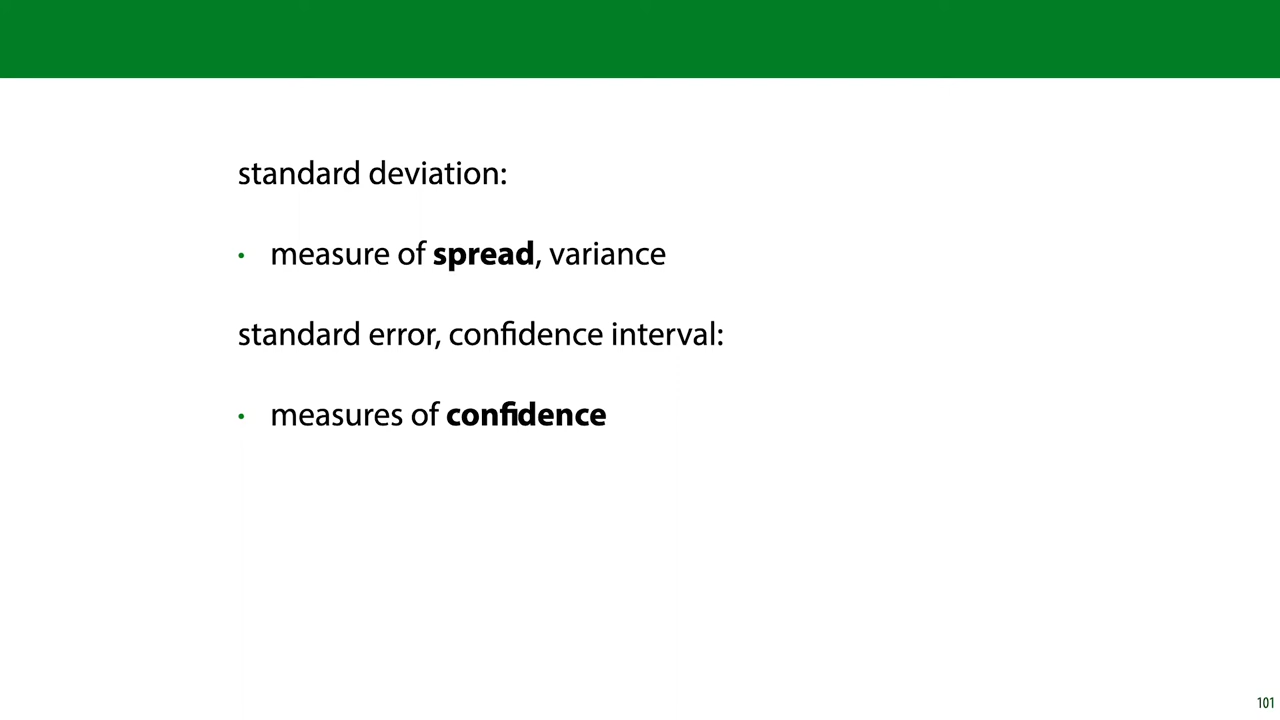 standard deviation:
• measure of spread, variance
standard error, confidence interval:
• measures of confidence
101